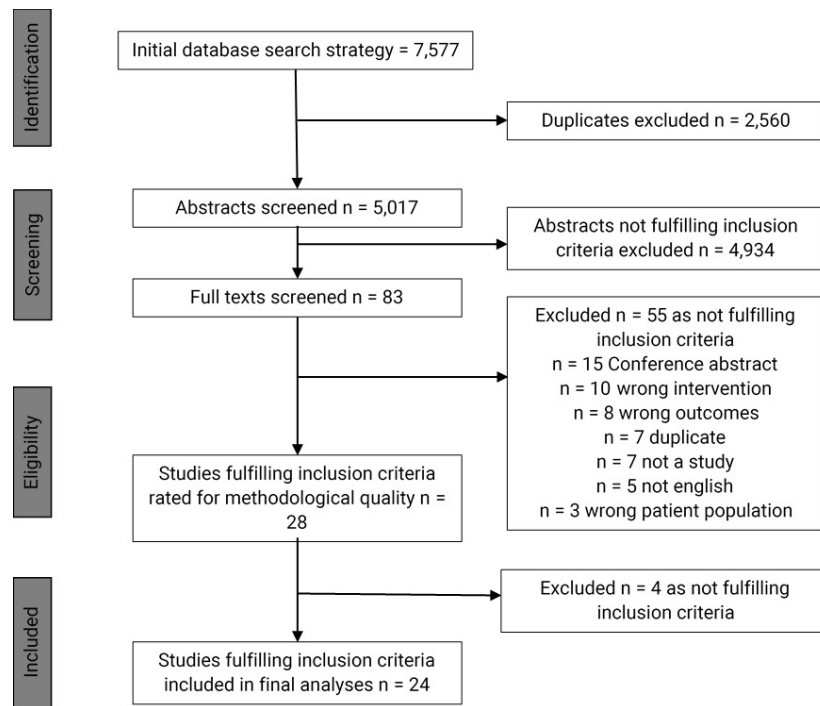 Identification
Initial database search strategy = 7,577
Duplicates excluded n = 2,560
Screening
Abstracts screened n = 5,017
Abstracts not fulfilling inclusion
criteria excluded n = 4,934
Full texts screened n = 83
Eligibility
Excluded n = 55 as not fulfilling
inclusion criteria
n = 15 Conference abstract
n = 10 wrong intervention
n = 8 wrong outcomes
n = 7 duplicate
n = 7 not a study
n = 5 not english
n = 3 wrong patient population
Studies fulfilling inclusion criteria
rated for methodological quality n =
28
Included
Excluded n = 4 as not fulfilling
inclusion criteria
Studies fulfilling inclusion criteria
included in final analyses n = 24